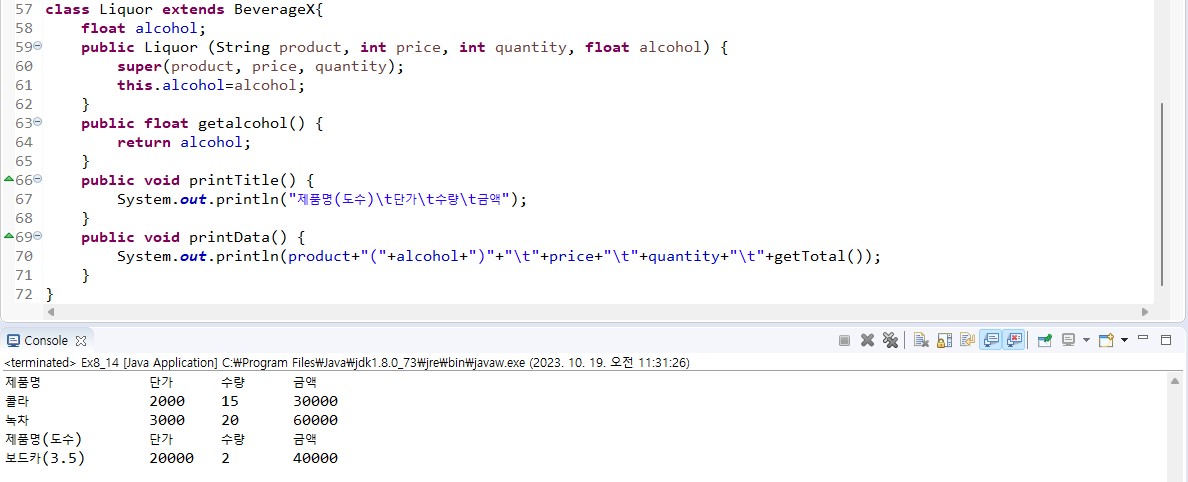 57 class Liquor extends BeverageX{
58     float alcohol;
59     public Liquor (String product, int price, int quantity, float alcohol) {
60         super(product, price, quantity);
61         this.alcohol=alcohol;
62     }
63     public float getalcohol() {
64         return alcohol;
65     }
66     public void printTitle() {
67         System.out.println("제품명(도수)\t단가\t수량\t금액");
68     }
69     public void printData() {
70         System.out.println(product+"("+alcohol+")"+"\t"+price+"\t"+quantity+"\t"+getTotal());
71     }
72 }
Console
<terminated> Ex8_14 [Java Application] C:₩Program Files₩Java₩jdk1.8.0_73₩jre₩bin₩javaw.exe (2023. 10. 19. 오전 11:31:26)
제품명 단가 수량 금액
콜라 2000 15 30000
녹차 3000 20 60000
제품명(도수) 단가 수량 금액
보드카(3.5) 20000 2 40000